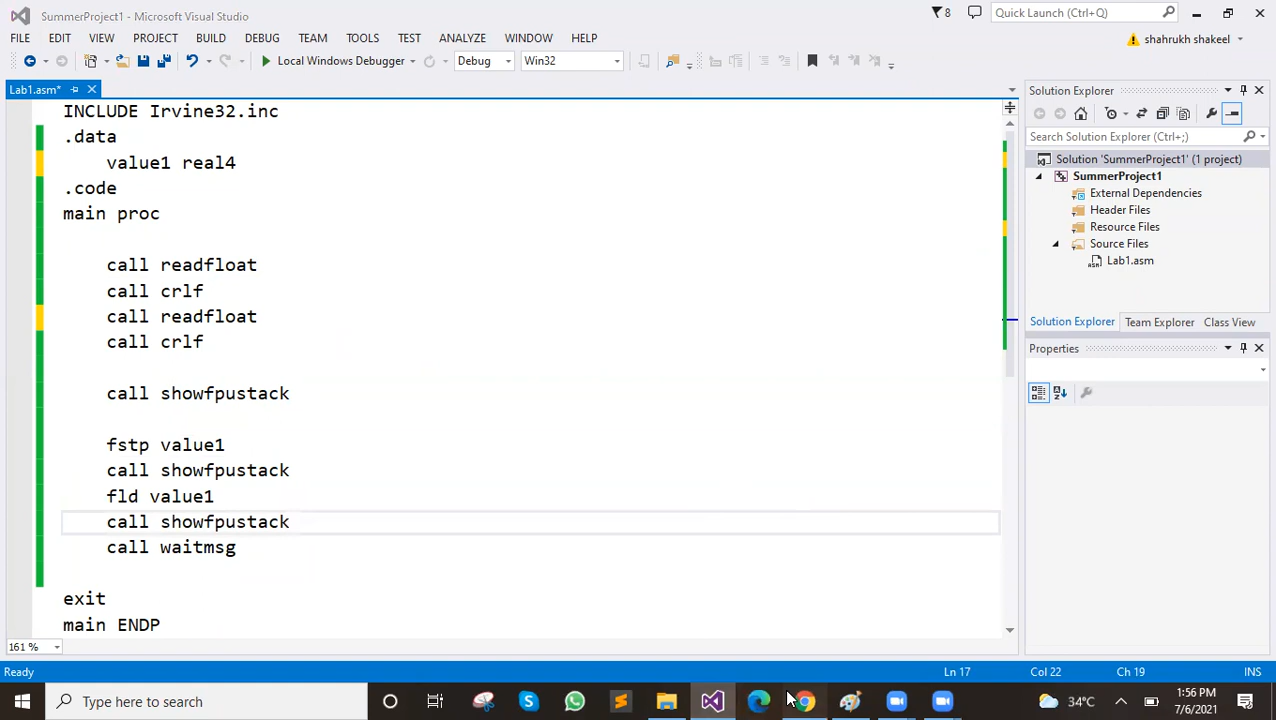 SummerProject1 - Microsoft Visual Studio
8
Quick Launch (Ctrl+Q)
FILE EDIT VIEW PROJECT BUILD DEBUG TEAM TOOLS TEST ANALYZE WINDOW HELP
shahrukh shakeel
Local Windows Debugger Debug Win32
Lab1.asm*
INCLUDE Irvine32.inc
.data
value1 real4
.code
main proc
call readfloat
call crlf
call readfloat
call crlf
call showfpustack
fstp value1
call showfpustack
fld value1
call showfpustack
call waitmsg
exit
main ENDP
161 %
Solution Explorer
Search Solution Explorer (Ctrl+;)
Solution 'SummerProject1' (1 project)
SummerProject1
External Dependencies
Header Files
Resource Files
Source Files
Lab1.asm
Solution Explorer Team Explorer Class View
Properties
Ready Ln 17 Col 22 Ch 19 INS
Type here to search
34°C
1:56 PM
7/6/2021